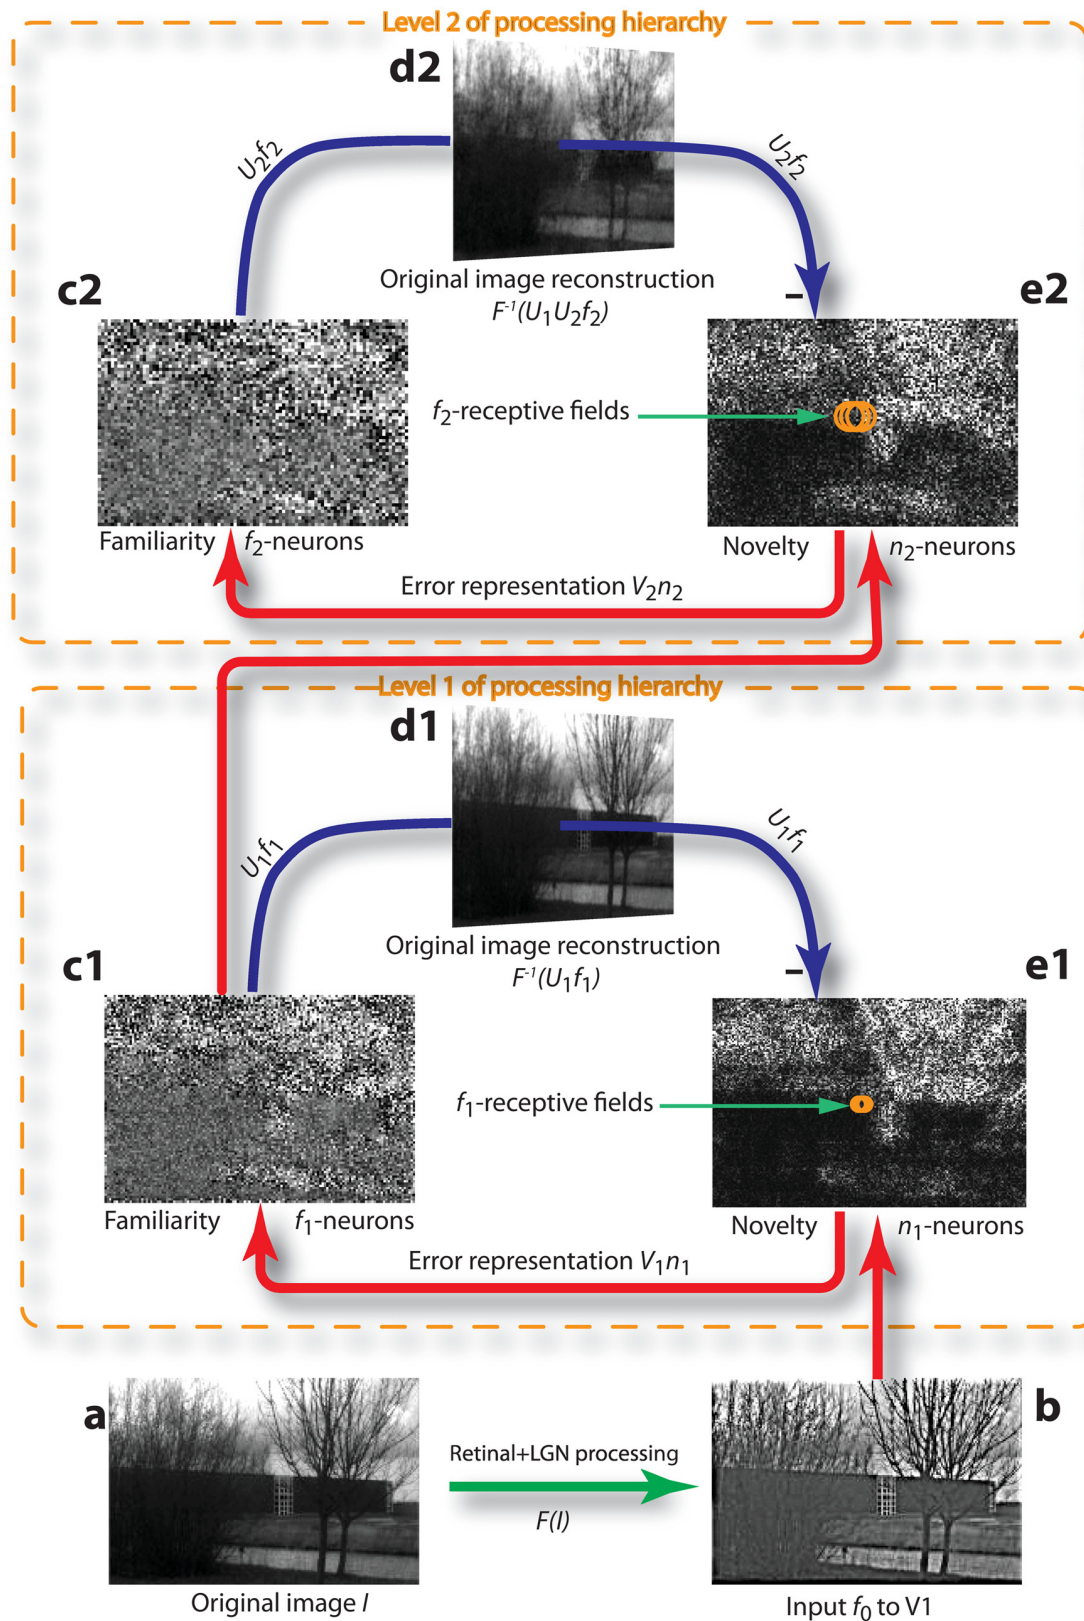 Level 2 of processing hierarchy
d2
U₂f₂
U₂f₂
Original image reconstruction
F⁻¹(U₁U₂f₂)
c2
–
e2
f₂-receptive fields
Familiarity f₂-neurons
Novelty n₂-neurons
Error representation V₂n₂
Level 1 of processing hierarchy
d1
U₁f₁
U₁f₁
Original image reconstruction
F⁻¹(U₁f₁)
c1
–
e1
f₁-receptive fields
Familiarity f₁-neurons
Novelty n₁-neurons
Error representation V₁n₁
a
b
Retinal+LGN processing
F(I)
Original image I
Input f₀ to V1